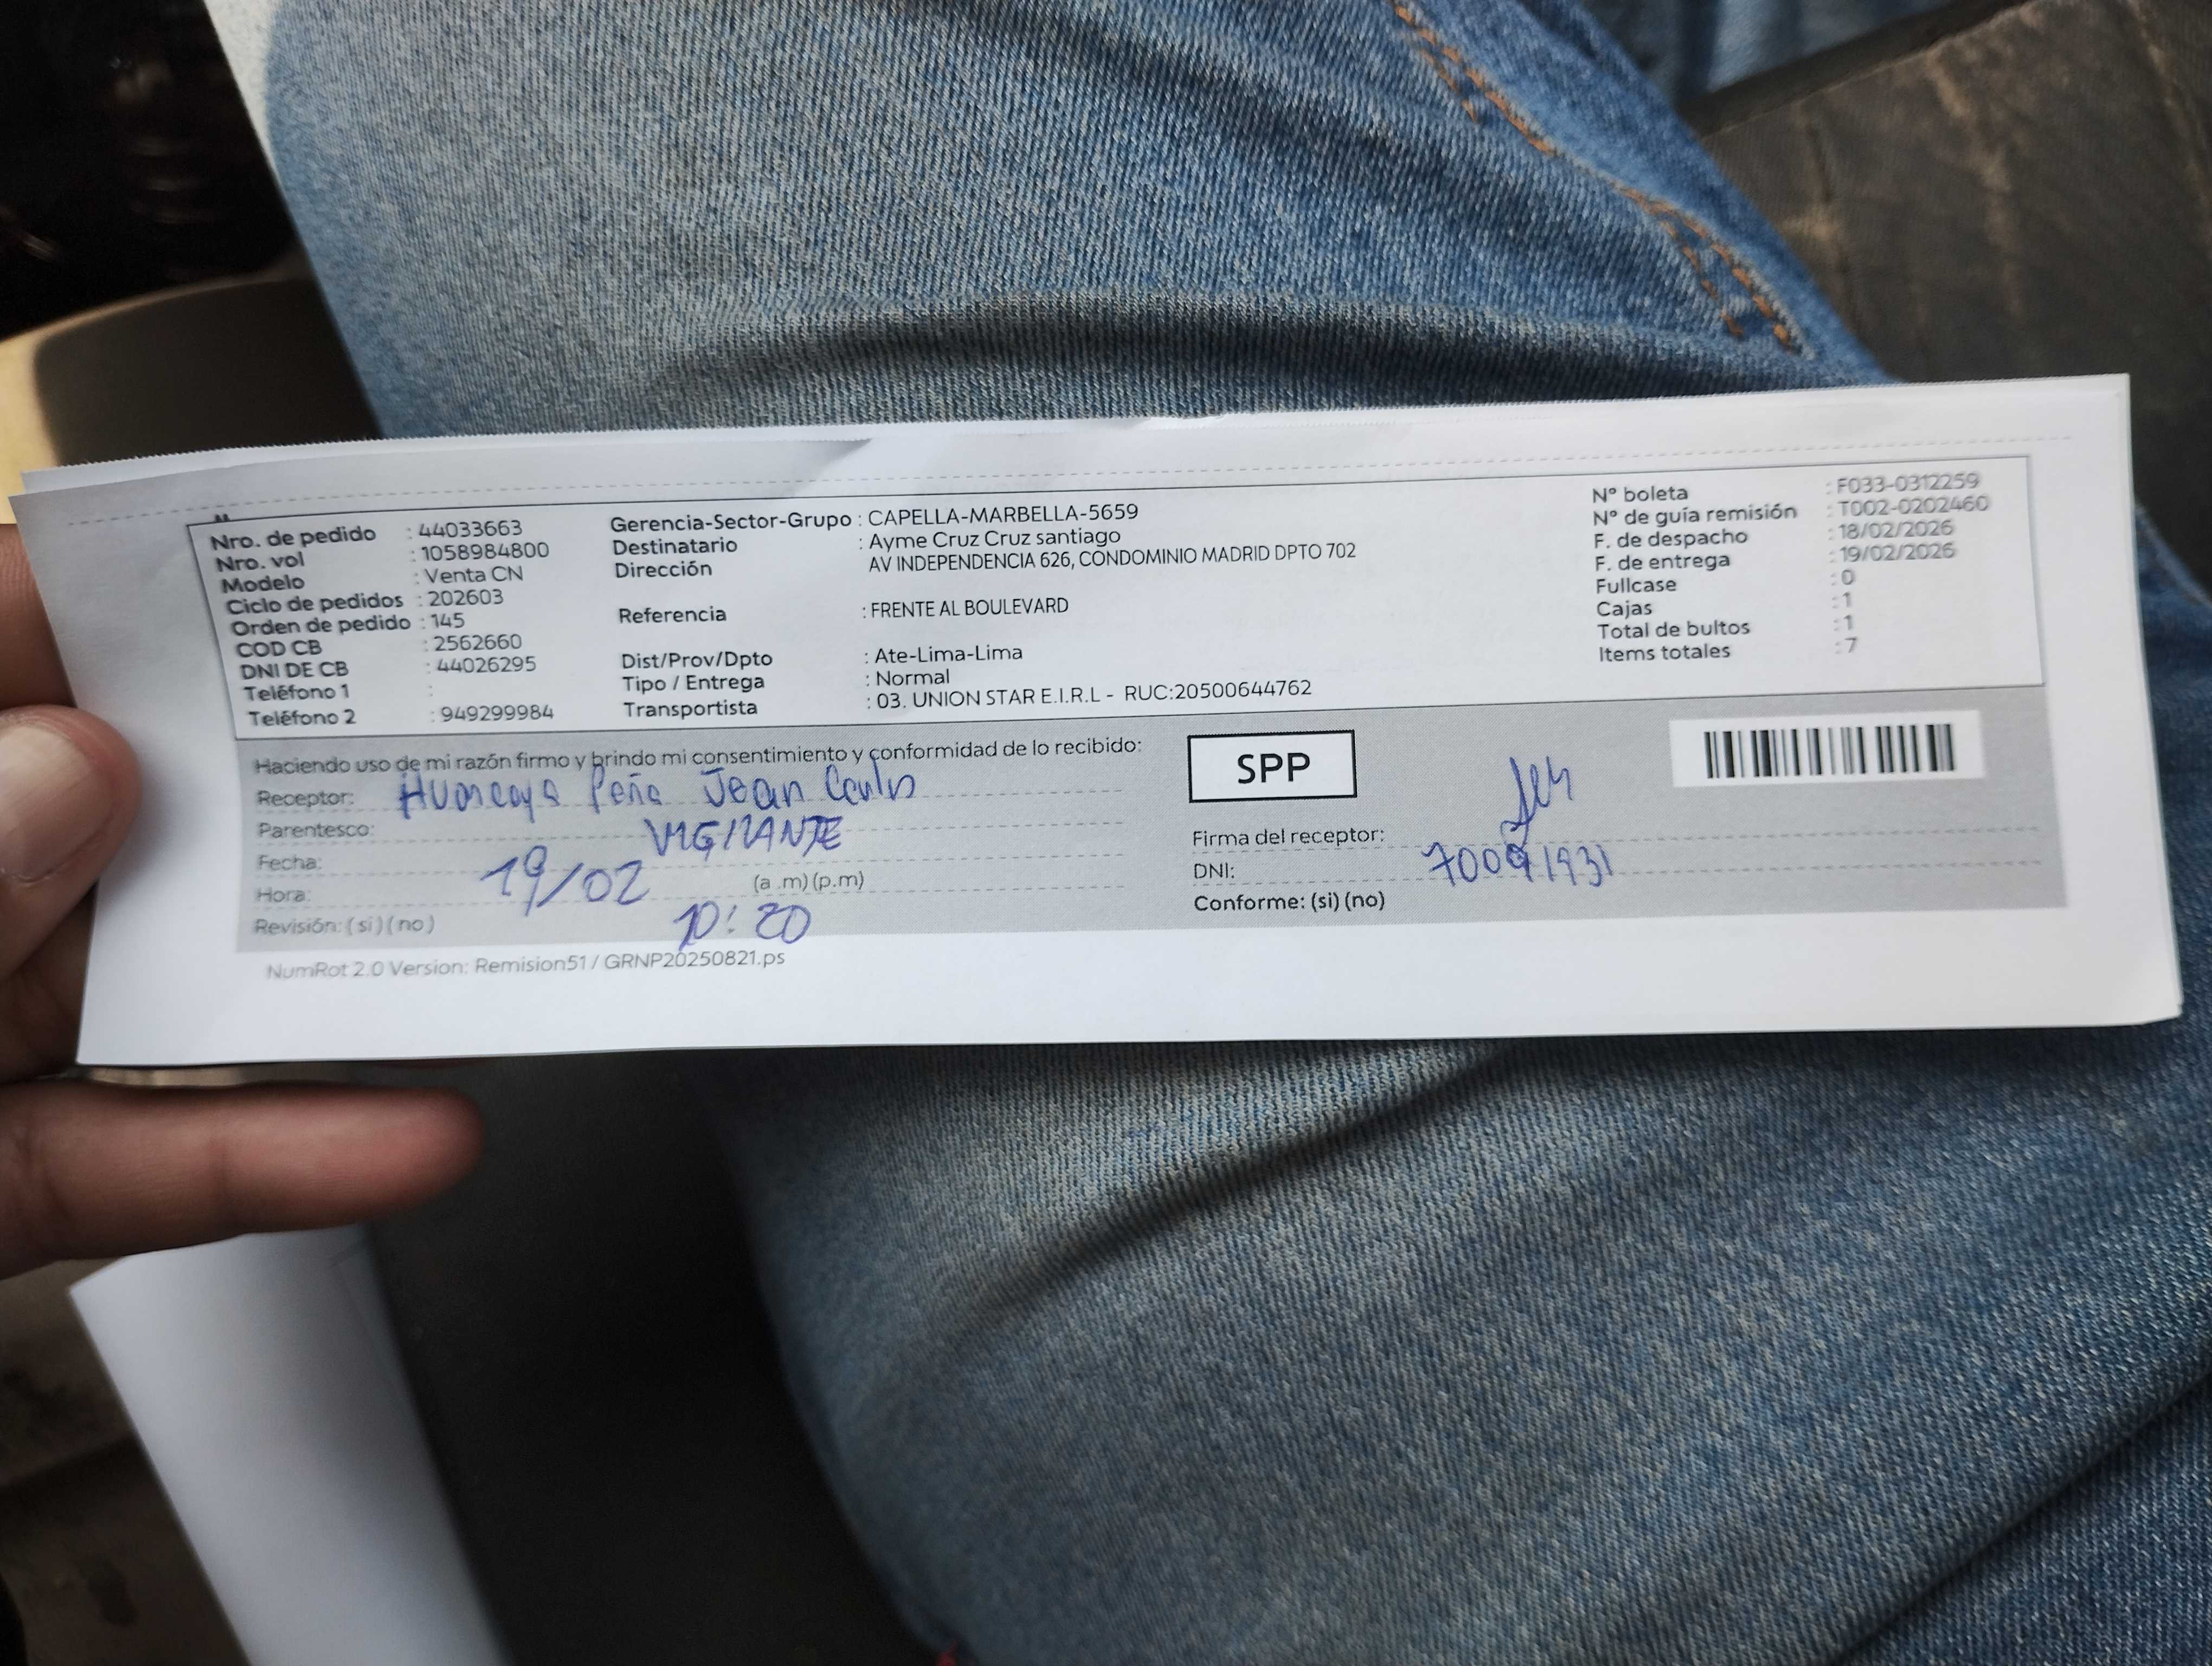 Nro. de pedido : 44033663
Nro. vol : 1058984800
Modelo : Venta CN
Ciclo de pedidos : 202603
Orden de pedido : 145
COD CB : 2562660
DNI DE CB : 44026295
Teléfono 1 :
Teléfono 2 : 949299984
Gerencia-Sector-Grupo : CAPELLA-MARBELLA-5659
Destinatario : Ayme Cruz Cruz santiago
Dirección AV INDEPENDENCIA 626, CONDOMINIO MADRID DPTO 702
Referencia : FRENTE AL BOULEVARD
Dist/Prov/Dpto : Ate-Lima-Lima
Tipo / Entrega : Normal
Transportista : 03. UNION STAR E.I.R.L - RUC:20500644762
N° boleta : F033-0312259
N° de guía remisión : T002-0202460
F. de despacho : 18/02/2026
F. de entrega : 19/02/2026
Fullcase : 0
Cajas : 1
Total de bultos : 1
Items totales : 7
Haciendo uso de mi razón firmo y brindo mi consentimiento y conformidad de lo recibido:
Receptor: Huarcaya Peña Jean Carlos
Parentesco: VIGILANTE
Fecha: 19/02
Hora: (a .m) (p.m)
10:20
Revisión: ( si ) ( no )
SPP
Firma del receptor:
DNI: 70091931
Conforme: (si) (no)
NumRot 2.0 Version: Remision51 / GRNP20250821.ps